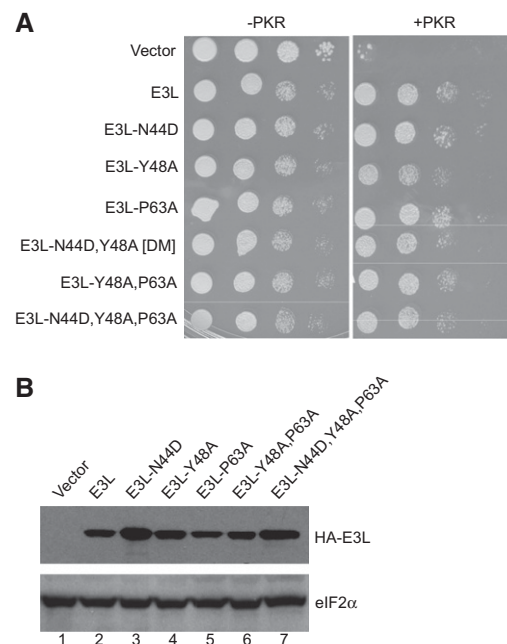 A
-PKR +PKR
Vector
E3L
E3L-N44D
E3L-Y48A
E3L-P63A
E3L-N44D,Y48A [DM]
E3L-Y48A,P63A
E3L-N44D,Y48A,P63A
B
Vector
E3L
E3L-N44D
E3L-Y48A
E3L-P63A
E3L-Y48A,P63A
E3L-N44D,Y48A,P63A
HA-E3L
eIF2α
1 2 3 4 5 6 7